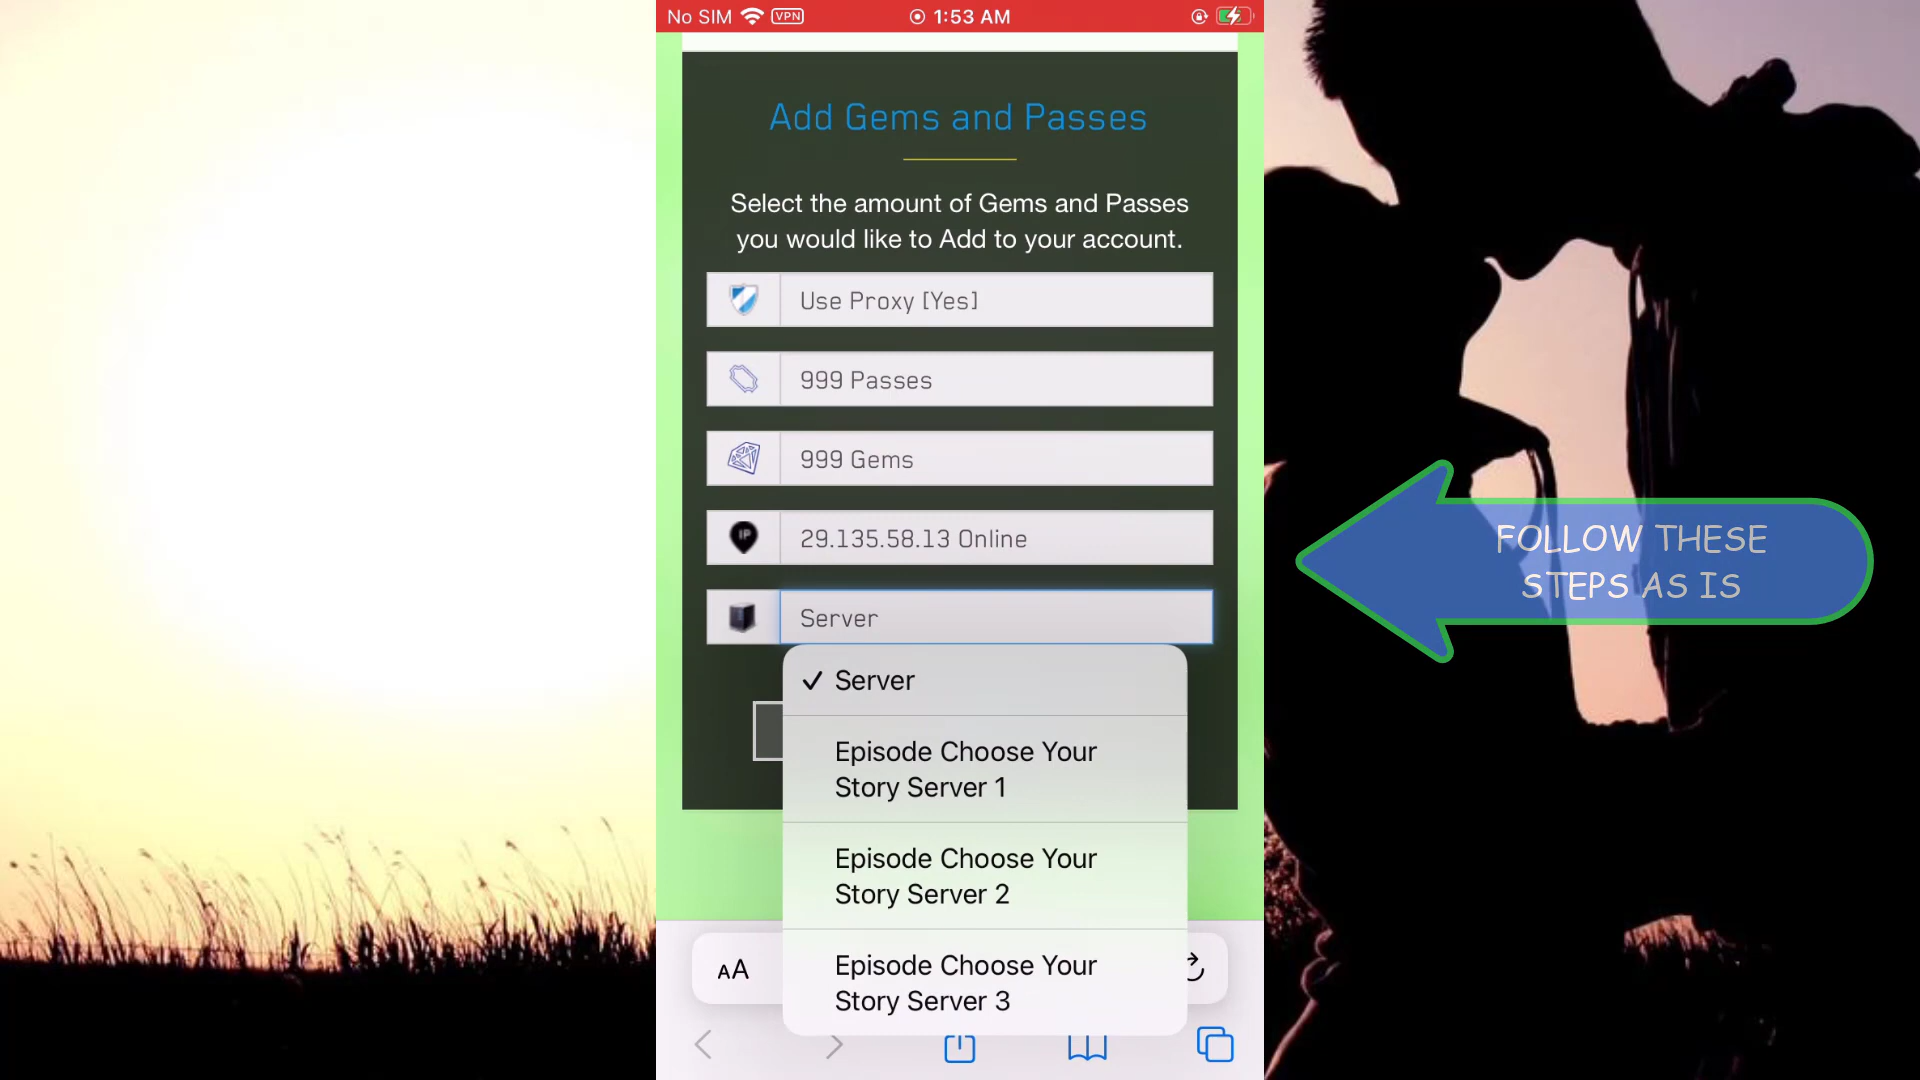 No SIM VPN 1:53 AM
Add Gems and Passes
Select the amount of Gems and Passes
you would like to Add to your account.
Use Proxy [Yes]
999 Passes
999 Gems
IP 29.135.58.13 Online
Server
Server
Episode Choose Your
Story Server 1
Episode Choose Your
Story Server 2
Episode Choose Your
Story Server 3
AA
FOLLOW THESE
STEPS AS IS